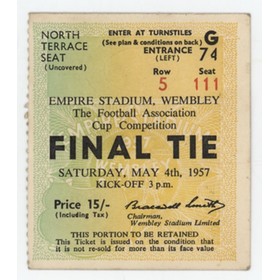 NORTH TERRACE SEAT (Uncovered)
ENTER AT TURNSTILES
(See plan & conditions on back)
ENTRANCE (LEFT)
G
74
Row
5
Seat
111
EMPIRE STADIUM, WEMBLEY
The Football Association
Cup Competition
FINAL TIE
SATURDAY, MAY 4th, 1957
KICK-OFF 3 p.m.
Price 15/-
(Including Tax)
Chairman,
Wembley Stadium Limited
THIS PORTION TO BE RETAINED
This Ticket is issued on the condition that
it is not re-sold for more than its face value